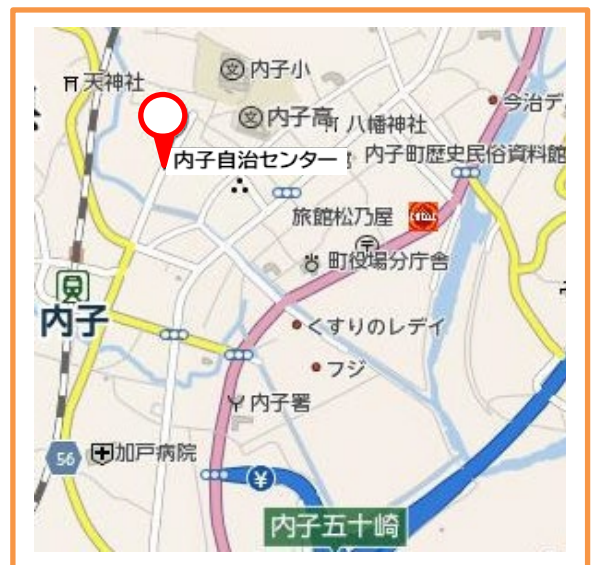 内子小
天神社
今治デ
内子高
八幡神社
内子自治センター
内子町歴史民俗資料館
旅館松乃屋
町役場分庁舎
内子
くすりのレデイ
フジ
内子署
56
加戸病院
¥
内子五十崎